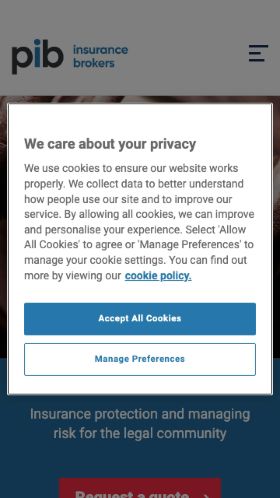 pib insurance
brokers
We care about your privacy
We use cookies to ensure our website works
properly. We collect data to better understand
how people use our site and to improve our
service. By allowing all cookies, we can improve
and personalise your experience. Select 'Allow
All Cookies' to agree or 'Manage Preferences' to
manage your cookie settings. You can find out
more by viewing our cookie policy.
Accept All Cookies
Manage Preferences
Insurance protection and managing
risk for the legal community
Request a quote